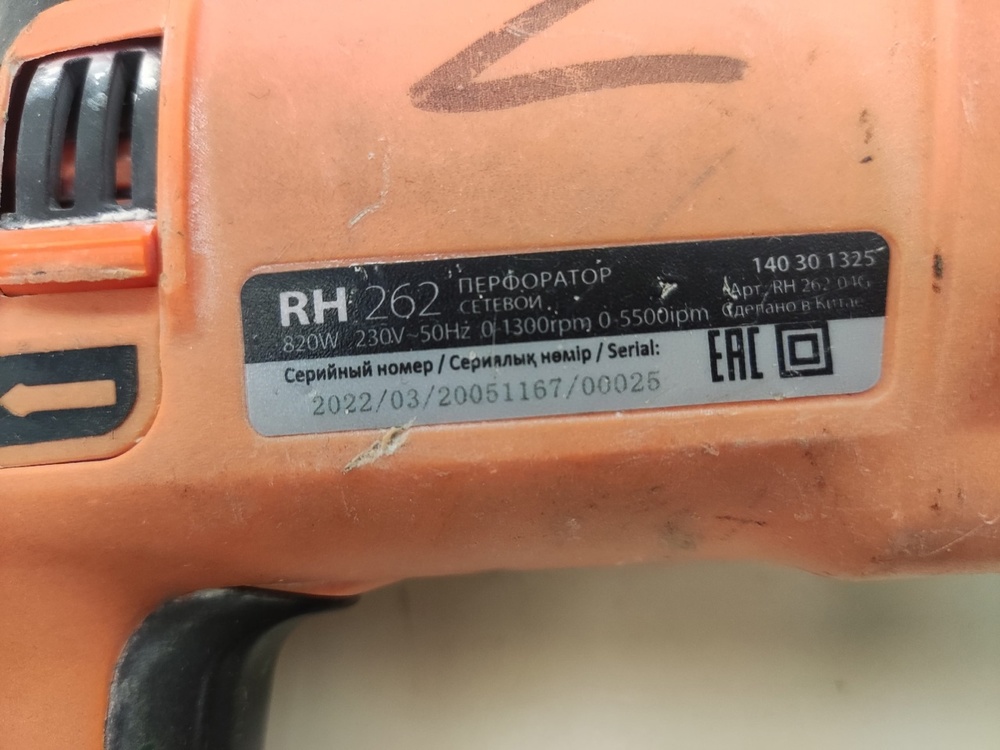 RH 262 ПЕРФОРАТОР
СЕТЕВОЙ
140 30 1325
Арт. RH 262
Сделано в Китае
820W 230V~50Hz 0-1300rpm 0-5500ipm
Серийный номер / Сериялық нөмір / Serial:
2022/03/20051167/00025
EAC